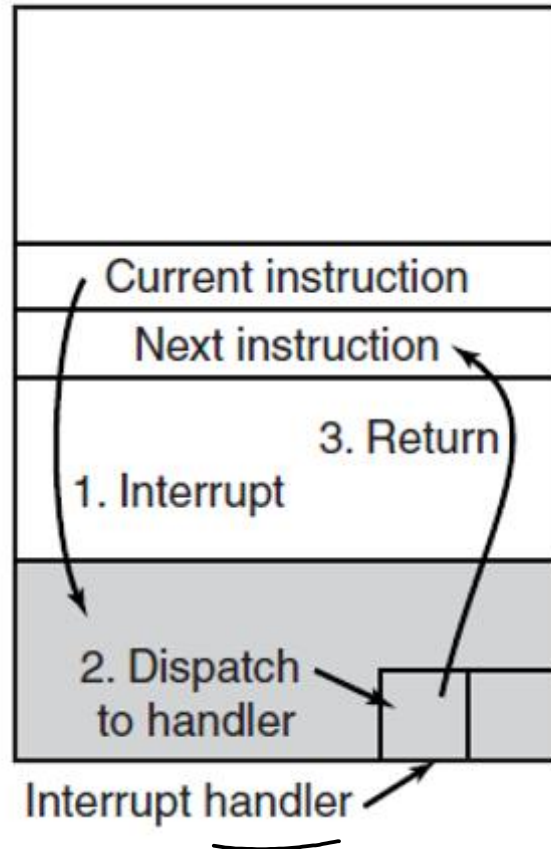 Current instruction
Next instruction
3. Return
1. Interrupt
2. Dispatch
to handler
Interrupt handler